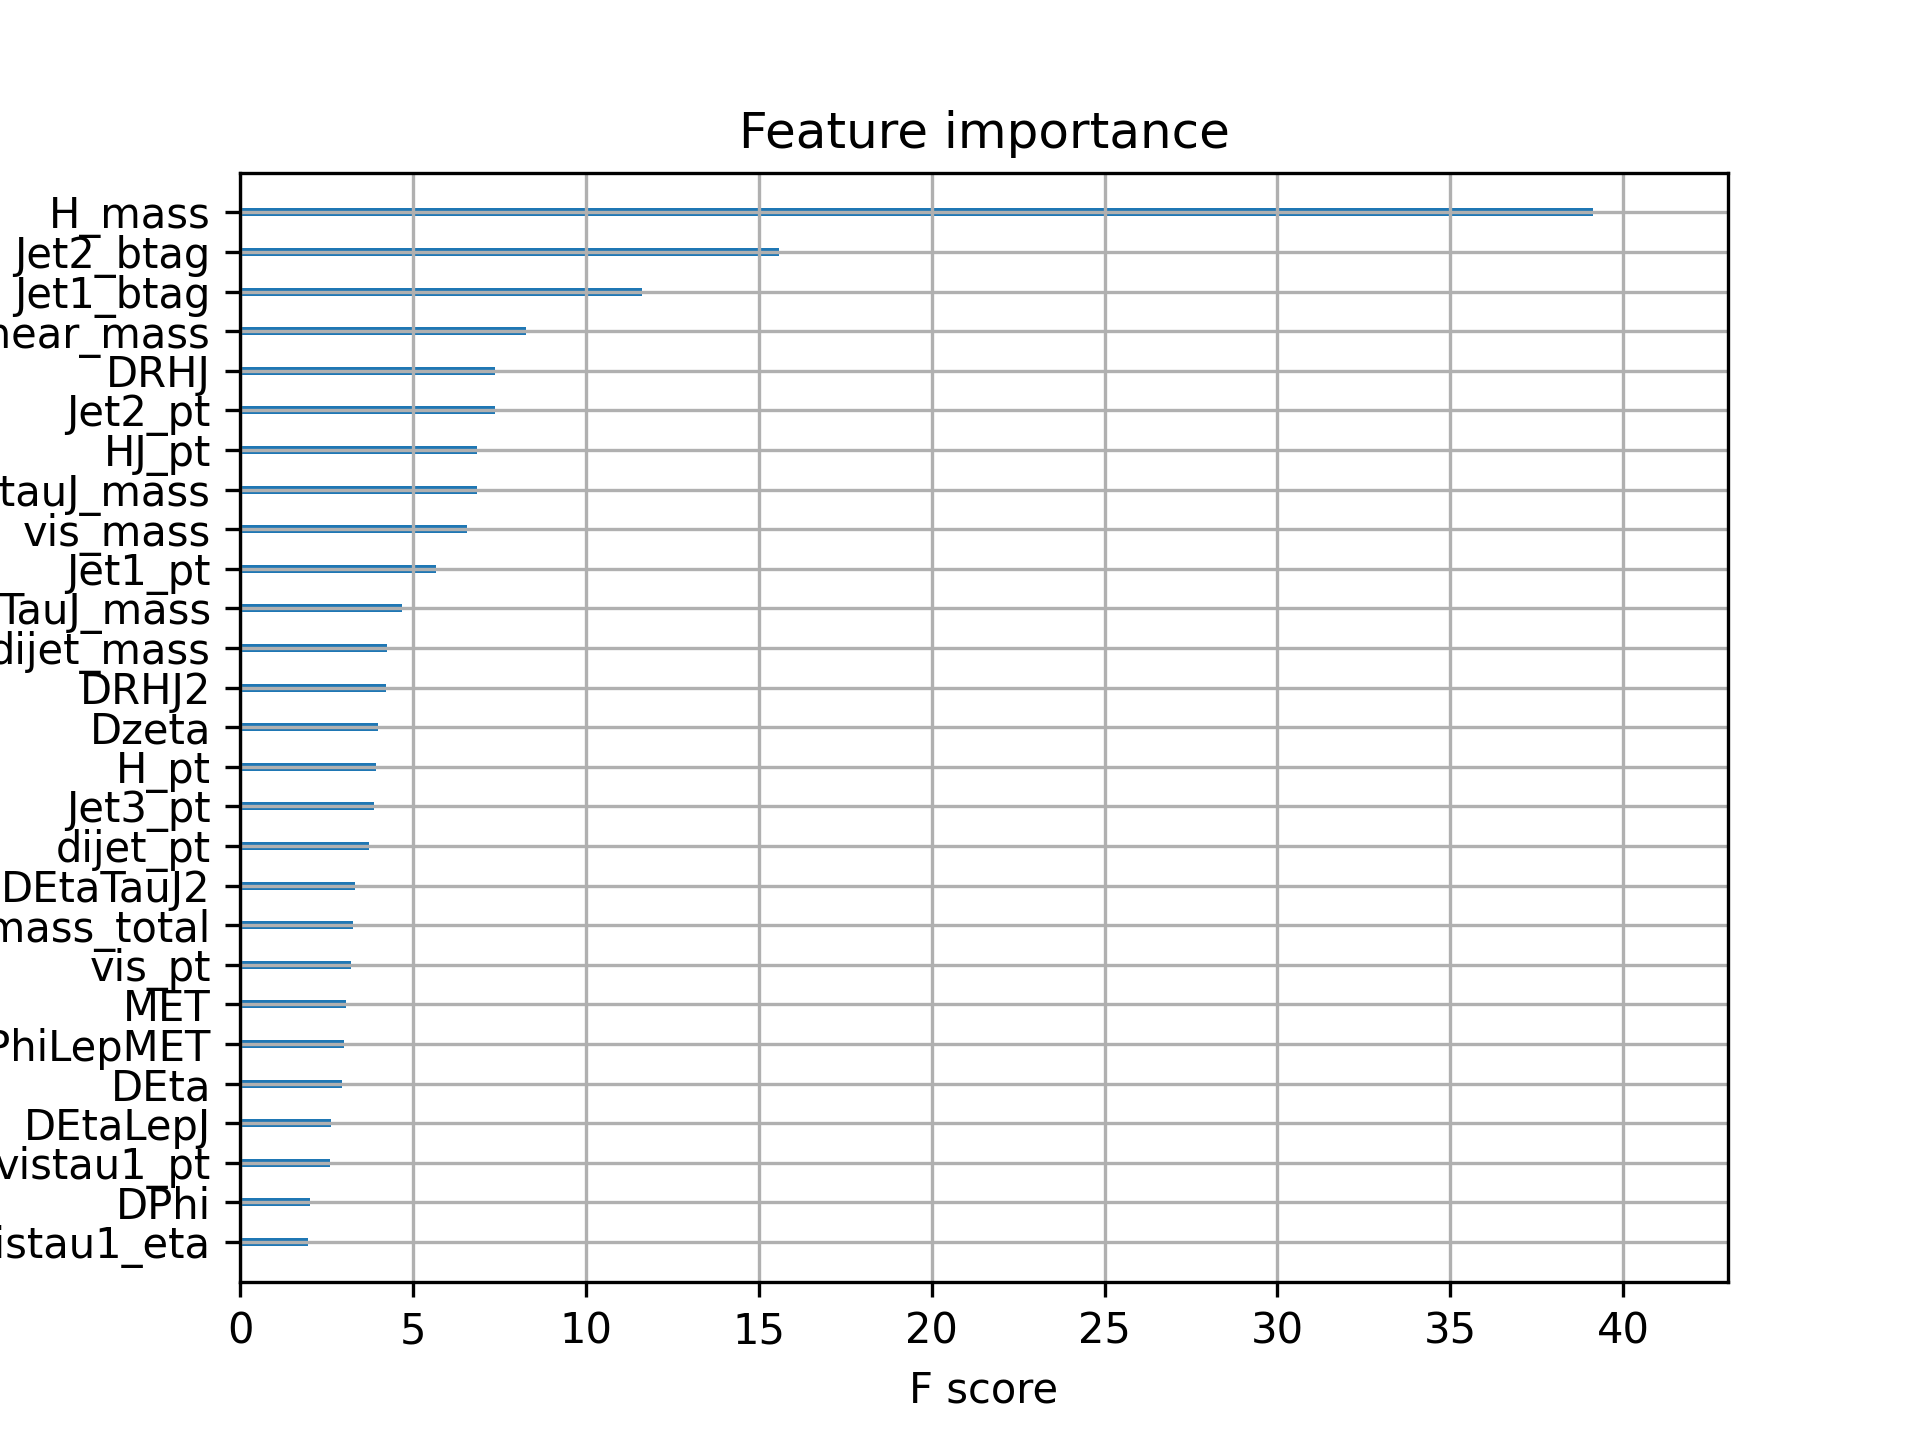 Feature importance
H_mass
Jet2_btag
Jet1_btag
near_mass
DRHJ
Jet2_pt
HJ_pt
tauJ_mass
vis_mass
Jet1_pt
TauJ_mass
dijet_mass
DRHJ2
Dzeta
H_pt
Jet3_pt
dijet_pt
DEtaTauJ2
mass_total
vis_pt
MET
PhiLepMET
DEta
DEtaLepJ
vistau1_pt
DPhi
istau1_eta
0 5 10 15 20 25 30 35 40
F score